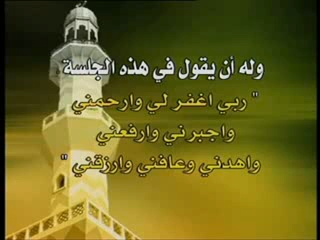 وله أن يقول في هذه الجلسة
" ربي اغفر لي وارحمني
واجبرني وارفعني
واهدني وعافني وارزقني "